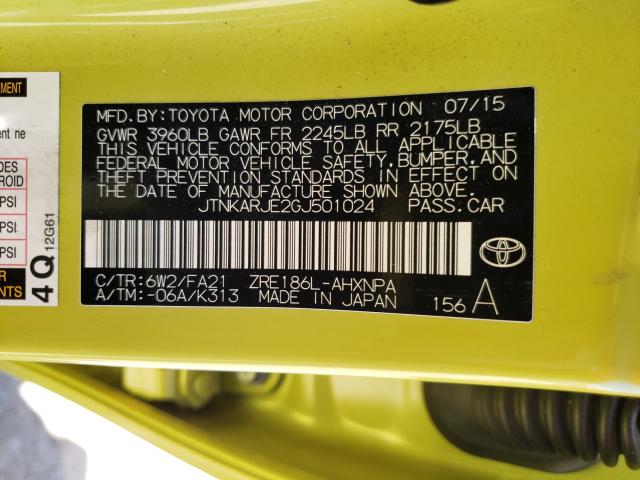 MFD.BY:TOYOTA MOTOR CORPORATION 07/15
GVWR 3960LB GAWR FR 2245LB RR 2175LB
THIS VEHICLE CONFORMS TO ALL APPLICABLE
FEDERAL MOTOR VEHICLE SAFETY, BUMPER, AND
THEFT PREVENTION STANDARDS IN EFFECT ON
THE DATE OF MANUFACTURE SHOWN ABOVE.
JTNKARJE2GJ501024 PASS.CAR
C/TR:6W2/FA21 ZRE186L-AHXNPA
A/TM:-06A/K313 MADE IN JAPAN 156 A
ent ne
PSI
PSI
4Q 12G61